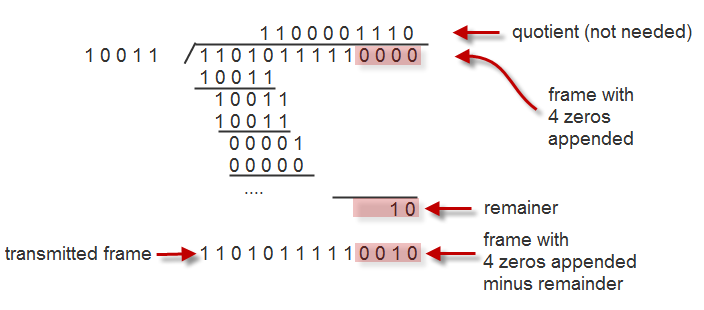 1 1 0 0 0 0 1 1 1 0
quotient (not needed)
1 0 0 1 1
1 1 0 1 0 1 1 1 1 1 0 0 0 0
1 0 0 1 1
1 0 0 1 1
1 0 0 1 1
0 0 0 0 1
0 0 0 0 0
....
frame with
4 zeros
appended
1 0
remainer
transmitted frame
1 1 0 1 0 1 1 1 1 1 0 0 1 0
frame with
4 zeros appended
minus remainder